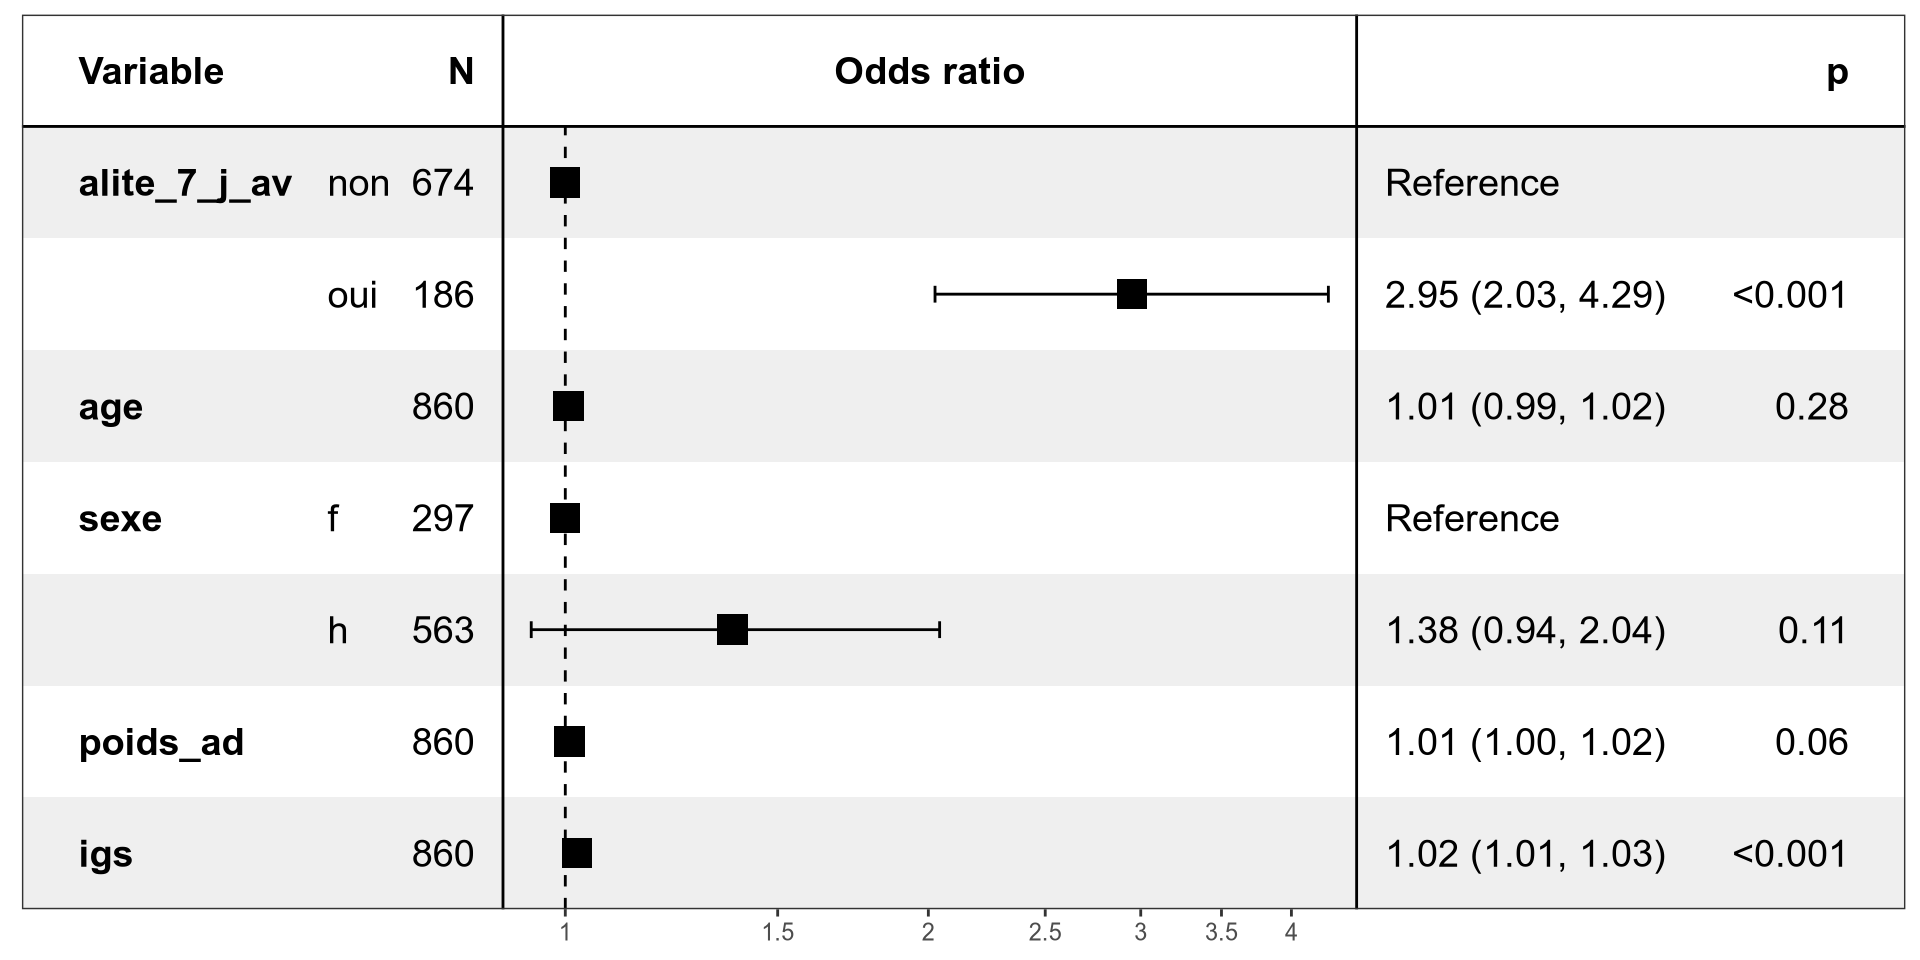 Variable N Odds ratio p
alite_7_j_av non 674 Reference
oui 186 2.95 (2.03, 4.29) <0.001
age 860 1.01 (0.99, 1.02) 0.28
sexe f 297 Reference
h 563 1.38 (0.94, 2.04) 0.11
poids_ad 860 1.01 (1.00, 1.02) 0.06
igs 860 1.02 (1.01, 1.03) <0.001
1 1.5 2 2.5 3 3.5 4